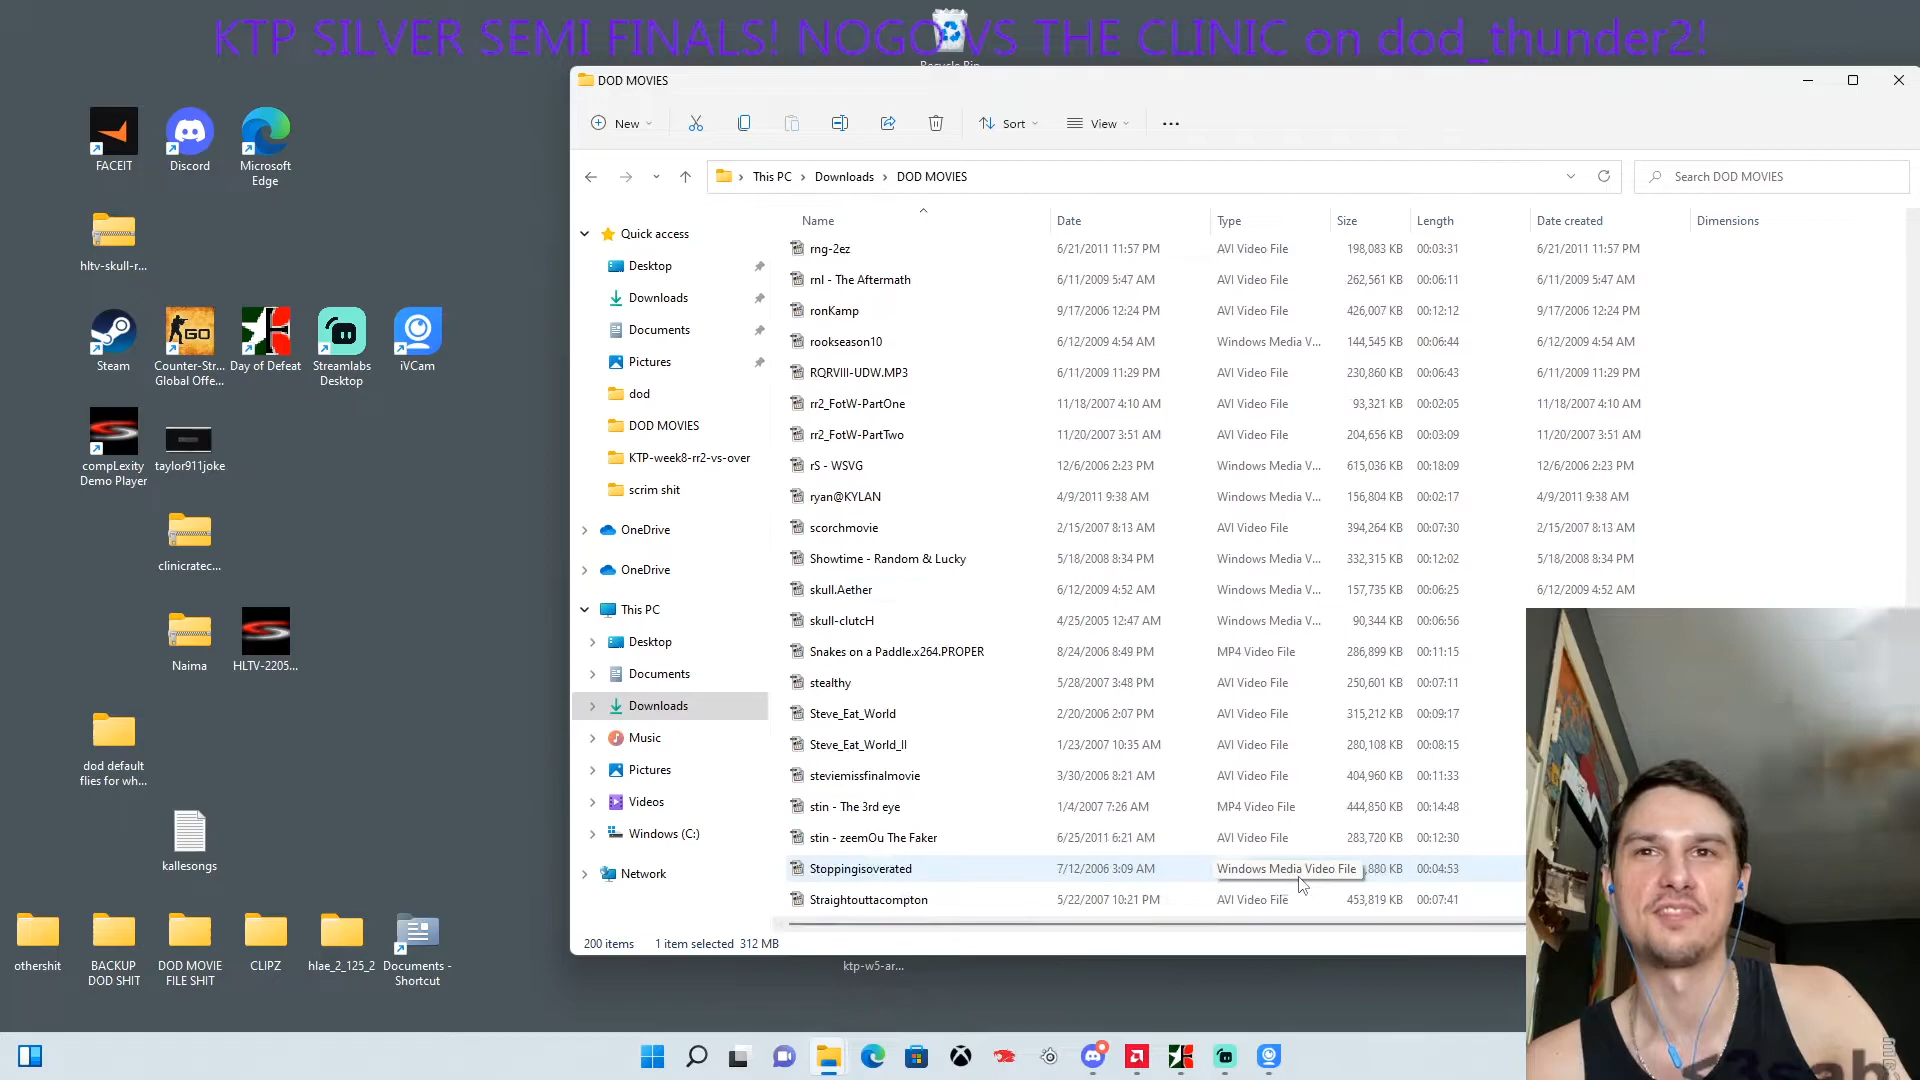 KTP SILVER SEMI FINALS! NOGO VS THE CLINIC on dod_thunder2!
Recycle Bin
DOD MOVIES
New
Sort
View
This PC > Downloads > DOD MOVIES
Search DOD MOVIES
FACEIT
Discord
Microsoft
Edge
hltv-skull-r...
Steam
Counter-Str...
Global Offe...
Day of Defeat
Streamlabs
Desktop
iVCam
compLexity
Demo Player
taylor911joke
clinicratec...
Naima
HLTV-2205...
dod default
flies for wh...
kallesongs
othershit
BACKUP
DOD SHIT
DOD MOVIE
FILE SHIT
CLIPZ
hlae_2_125_2
Documents -
Shortcut
Quick access
Desktop
Downloads
Documents
Pictures
dod
DOD MOVIES
KTP-week8-rr2-vs-over
scrim shit
OneDrive
OneDrive
This PC
Desktop
Documents
Downloads
Music
Pictures
Videos
Windows (C:)
Network
Name Date Type Size Length Date created Dimensions
rng-2ez 6/21/2011 11:57 PM AVI Video File 198,083 KB 00:03:31 6/21/2011 11:57 PM
rnl - The Aftermath 6/11/2009 5:47 AM AVI Video File 262,561 KB 00:06:11 6/11/2009 5:47 AM
ronKamp 9/17/2006 12:24 PM AVI Video File 426,007 KB 00:12:12 9/17/2006 12:24 PM
rookseason10 6/12/2009 4:54 AM Windows Media V... 144,545 KB 00:06:44 6/12/2009 4:54 AM
RQRVIII-UDW.MP3 6/11/2009 11:29 PM AVI Video File 230,860 KB 00:06:43 6/11/2009 11:29 PM
rr2_FotW-PartOne 11/18/2007 4:10 AM AVI Video File 93,321 KB 00:02:05 11/18/2007 4:10 AM
rr2_FotW-PartTwo 11/20/2007 3:51 AM AVI Video File 204,656 KB 00:03:09 11/20/2007 3:51 AM
rS - WSVG 12/6/2006 2:23 PM Windows Media V... 615,036 KB 00:18:09 12/6/2006 2:23 PM
ryan@KYLAN 4/9/2011 9:38 AM Windows Media V... 156,804 KB 00:02:17 4/9/2011 9:38 AM
scorchmovie 2/15/2007 8:13 AM AVI Video File 394,264 KB 00:07:30 2/15/2007 8:13 AM
Showtime - Random & Lucky 5/18/2008 8:34 PM Windows Media V... 332,315 KB 00:12:02 5/18/2008 8:34 PM
skull.Aether 6/12/2009 4:52 AM Windows Media V... 157,735 KB 00:06:25 6/12/2009 4:52 AM
skull-clutcH 4/25/2005 12:47 AM Windows Media V... 90,344 KB 00:06:56
Snakes on a Paddle.x264.PROPER 8/24/2006 8:49 PM MP4 Video File 286,899 KB 00:11:15
stealthy 5/28/2007 3:48 PM AVI Video File 250,601 KB 00:07:11
Steve_Eat_World 2/20/2006 2:07 PM AVI Video File 315,212 KB 00:09:17
Steve_Eat_World_II 1/23/2007 10:35 AM AVI Video File 280,108 KB 00:08:15
steviemissfinalmovie 3/30/2006 8:21 AM AVI Video File 404,960 KB 00:11:33
stin - The 3rd eye 1/4/2007 7:26 AM MP4 Video File 444,850 KB 00:14:48
stin - zeemOu The Faker 6/25/2011 6:21 AM AVI Video File 283,720 KB 00:12:30
Stoppingisoverated 7/12/2006 3:09 AM Windows Media Video File ,880 KB 00:04:53
Straightouttacompton 5/22/2007 10:21 PM AVI Video File 453,819 KB 00:07:41
200 items 1 item selected 312 MB
ktp-w5-ar...